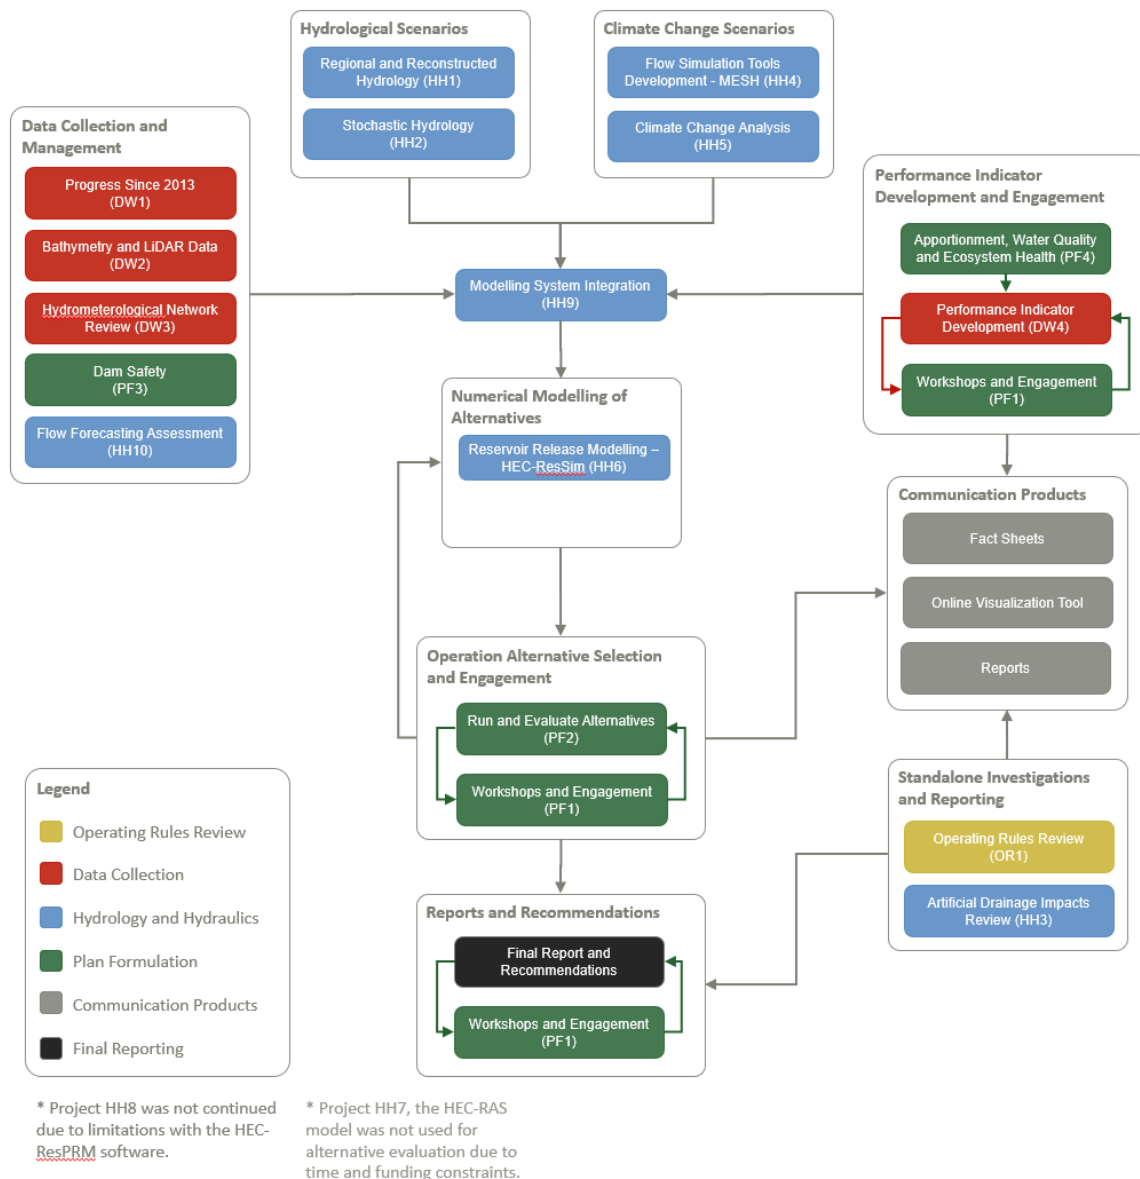 Hydrological Scenarios
Regional and Reconstructed
Hydrology (HH1)
Stochastic Hydrology
(HH2)
Climate Change Scenarios
Flow Simulation Tools
Development - MESH (HH4)
Climate Change Analysis
(HH5)
Data Collection and
Management
Progress Since 2013
(DW1)
Bathymetry and LiDAR Data
(DW2)
Hydrometerological Network
Review (DW3)
Dam Safety
(PF3)
Flow Forecasting Assessment
(HH10)
Modelling System Integration
(HH9)
Performance Indicator
Development and Engagement
Apportionment, Water Quality
and Ecosystem Health (PF4)
Performance Indicator
Development (DW4)
Workshops and Engagement
(PF1)
Numerical Modelling of
Alternatives
Reservoir Release Modelling –
HEC-ResSim (HH6)
Communication Products
Fact Sheets
Online Visualization Tool
Reports
Operation Alternative Selection
and Engagement
Run and Evaluate Alternatives
(PF2)
Workshops and Engagement
(PF1)
Standalone Investigations
and Reporting
Operating Rules Review
(OR1)
Artificial Drainage Impacts
Review (HH3)
Reports and Recommendations
Final Report and
Recommendations
Workshops and Engagement
(PF1)
Legend
Operating Rules Review
Data Collection
Hydrology and Hydraulics
Plan Formulation
Communication Products
Final Reporting
* Project HH8 was not continued
due to limitations with the HEC-
ResPRM software.
* Project HH7, the HEC-RAS
model was not used for
alternative evaluation due to
time and funding constraints.